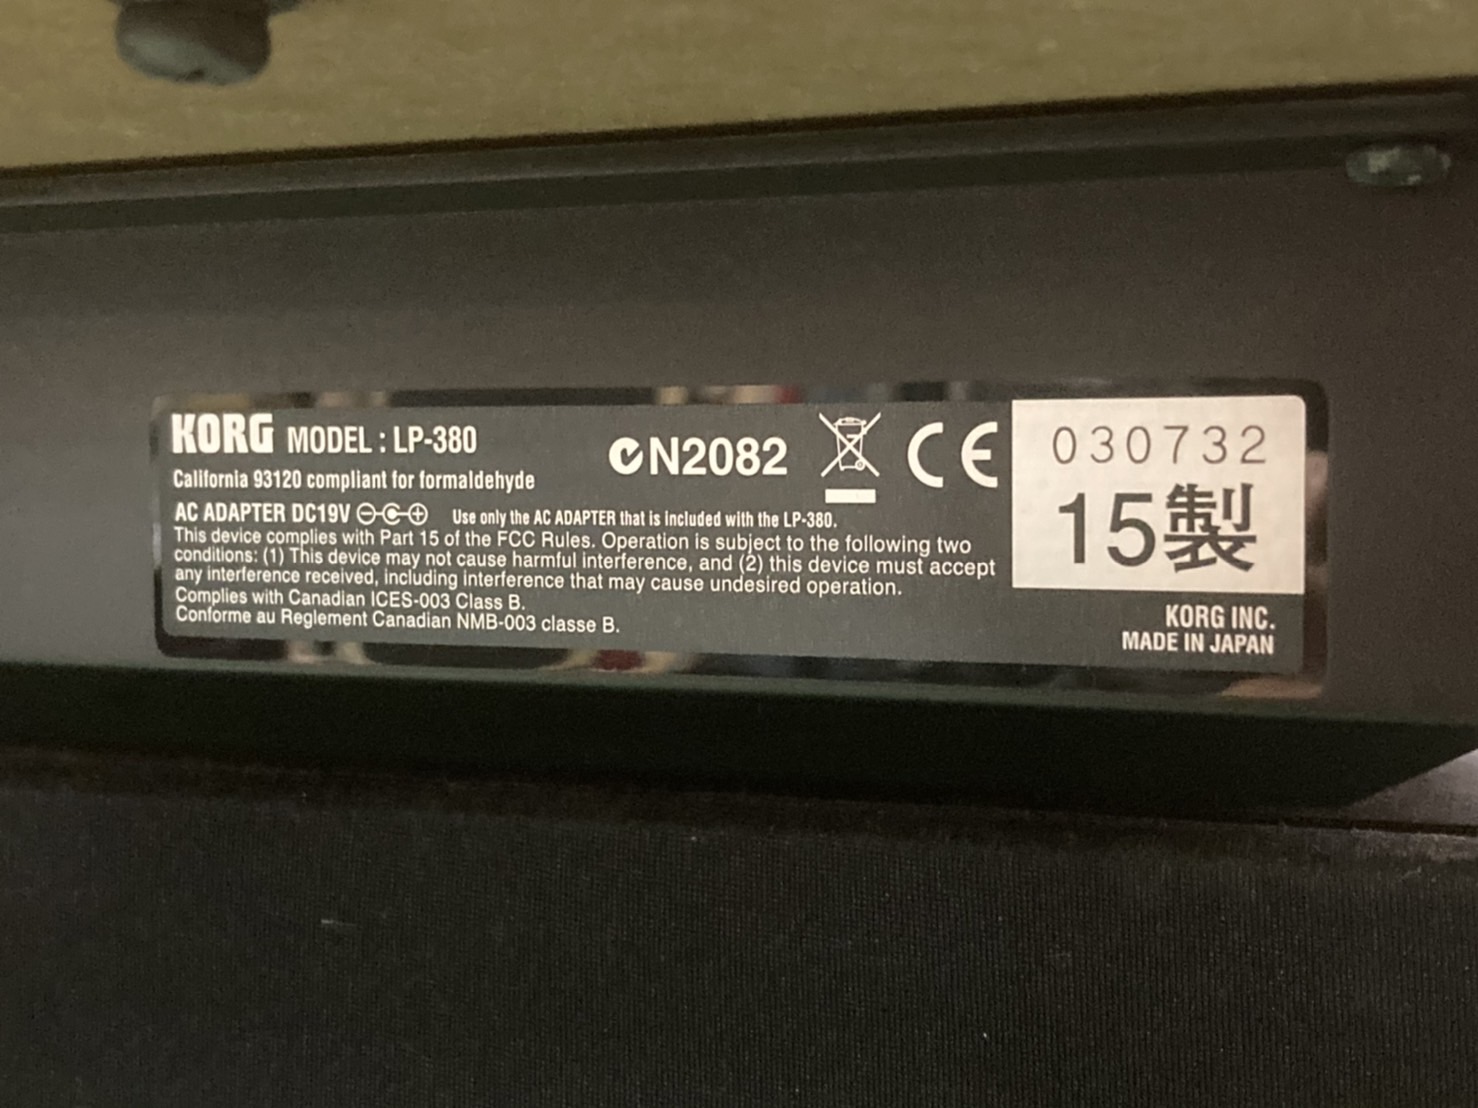 KORG MODEL : LP-380
California 93120 compliant for formaldehyde
N2082
CE
AC ADAPTER DC19V Use only the AC ADAPTER that is included with the LP-380.
This device complies with Part 15 of the FCC Rules. Operation is subject to the following two
conditions: (1) This device may not cause harmful interference, and (2) this device must accept
any interference received, including interference that may cause undesired operation.
Complies with Canadian ICES-003 Class B.
Conforme au Reglement Canadian NMB-003 classe B.
030732
15製
KORG INC.
MADE IN JAPAN